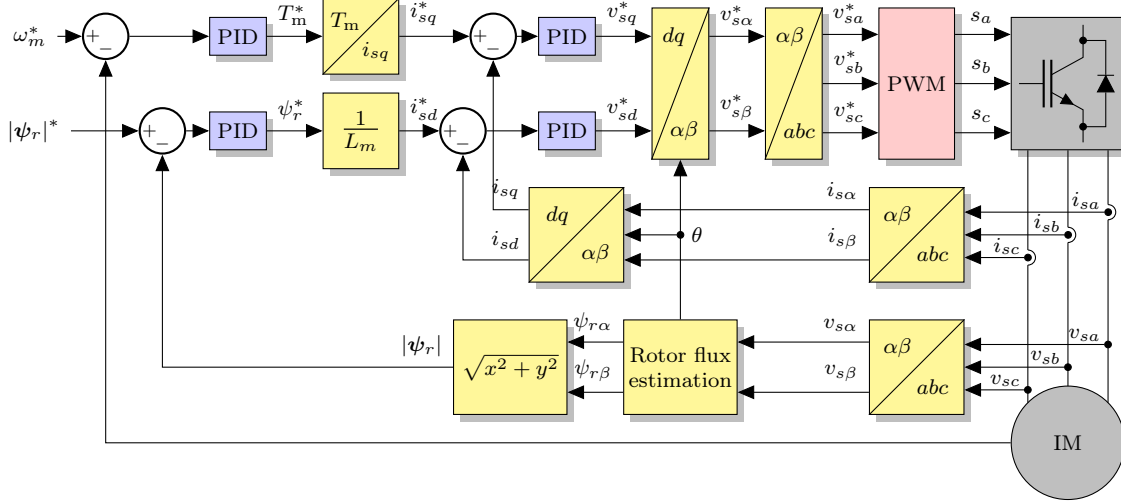 ω*m + − PID T*m Tm isq i*sq + − PID v*sq dq αβ v*sα αβ abc v*sa PWM sa
v*sb sb
|ψr|* + − PID ψ*r 1/Lm i*sd + − PID v*sd v*sβ v*sc sc
isq dq αβ isα αβ abc isa
θ isb
isd isβ isc
|ψr| √x² + y² ψrα Rotor flux vsα αβ abc vsa
ψrβ estimation vsβ vsb
vsc
IM